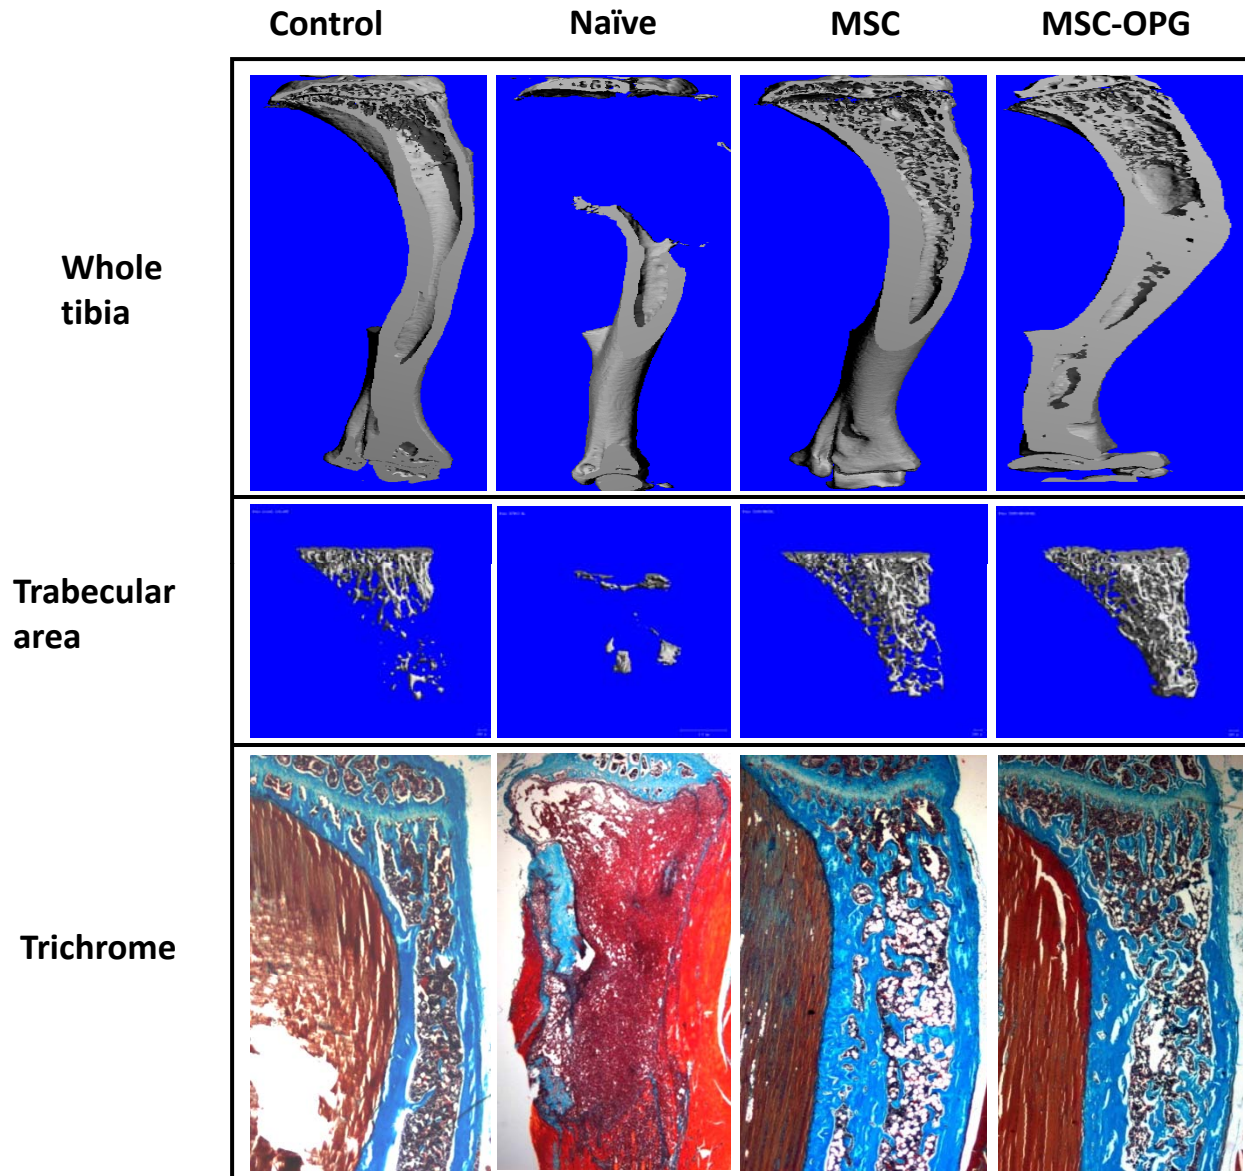 Control Naïve MSC MSC-OPG
Whole
tibia
Trabecular
area
Trichrome